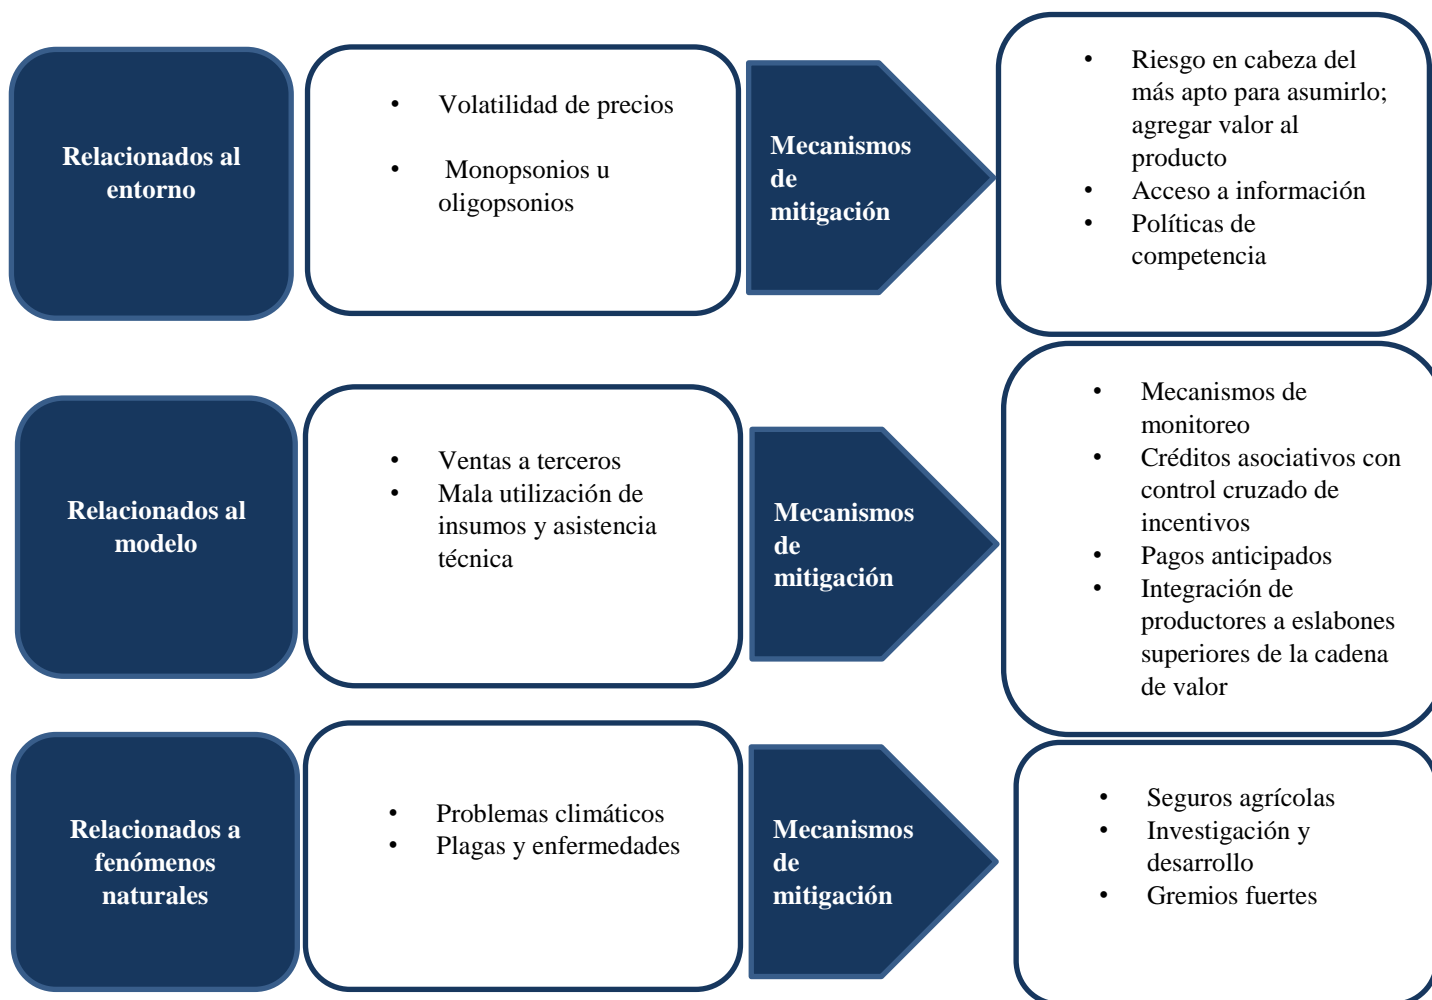 Relacionados al
entorno
• Volatilidad de precios
• Monopsonios u
oligopsonios
Mecanismos
de
mitigación
• Riesgo en cabeza del
más apto para asumirlo;
agregar valor al
producto
• Acceso a información
• Políticas de
competencia
Relacionados al
modelo
• Ventas a terceros
• Mala utilización de
insumos y asistencia
técnica
Mecanismos
de
mitigación
• Mecanismos de
monitoreo
• Créditos asociativos con
control cruzado de
incentivos
• Pagos anticipados
• Integración de
productores a eslabones
superiores de la cadena
de valor
Relacionados a
fenómenos
naturales
• Problemas climáticos
• Plagas y enfermedades
Mecanismos
de
mitigación
• Seguros agrícolas
• Investigación y
desarrollo
• Gremios fuertes